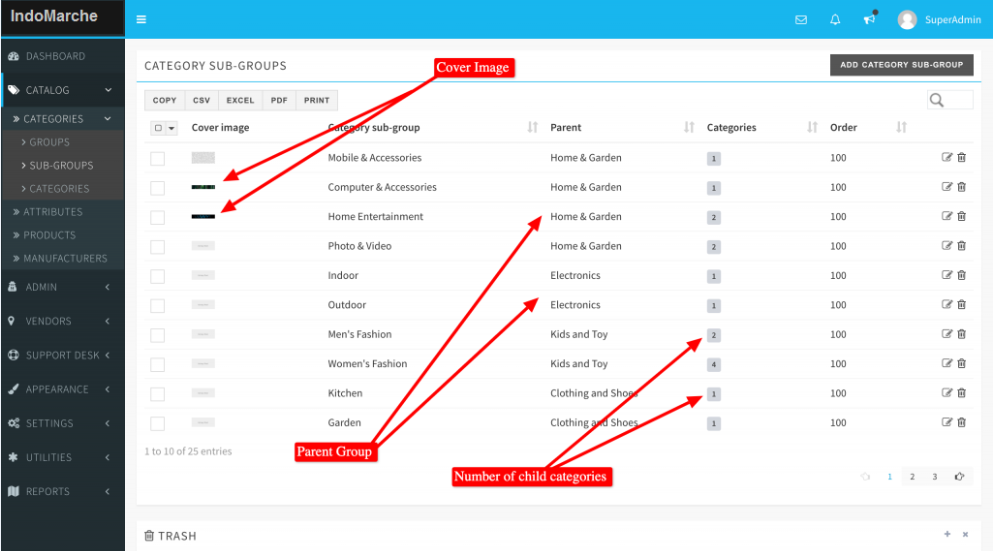 IndoMarche
SuperAdmin
DASHBOARD
CATALOG
CATEGORIES
GROUPS
SUB-GROUPS
CATEGORIES
ATTRIBUTES
PRODUCTS
MANUFACTURERS
ADMIN
VENDORS
SUPPORT DESK
APPEARANCE
SETTINGS
UTILITIES
REPORTS
CATEGORY SUB-GROUPS
Cover Image
ADD CATEGORY SUB-GROUP
COPY CSV EXCEL PDF PRINT
Cover image Category sub-group Parent Categories Order
Mobile & Accessories Home & Garden 1 100
Computer & Accessories Home & Garden 1 100
Home Entertainment Home & Garden 2 100
Photo & Video Home & Garden 2 100
Indoor Electronics 1 100
Outdoor Electronics 1 100
Men's Fashion Kids and Toy 2 100
Women's Fashion Kids and Toy 4 100
Kitchen Clothing and Shoes 1 100
Garden Clothing and Shoes 1 100
1 to 10 of 25 entries
Parent Group
Number of child categories
1 2 3
TRASH